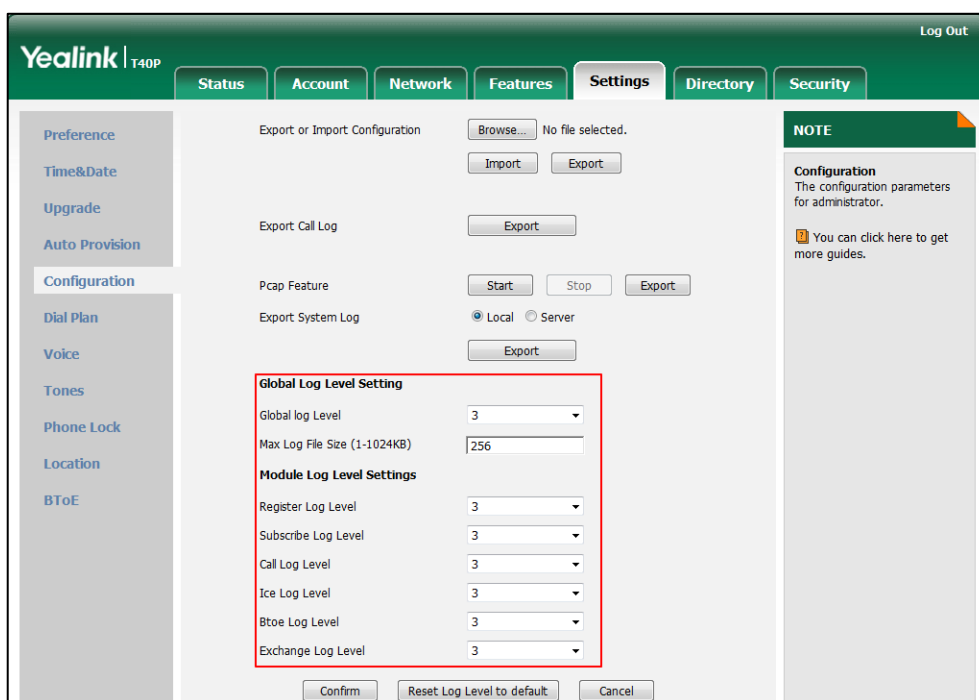 Log Out
Yealink T40P
Status Account Network Features Settings Directory Security
Preference
Time&Date
Upgrade
Auto Provision
Configuration
Dial Plan
Voice
Tones
Phone Lock
Location
BToE
Export or Import Configuration Browse... No file selected.
Import Export
Export Call Log Export
Pcap Feature Start Stop Export
Export System Log Local Server
Export
Global Log Level Setting
Global log Level 3
Max Log File Size (1-1024KB) 256
Module Log Level Settings
Register Log Level 3
Subscribe Log Level 3
Call Log Level 3
Ice Log Level 3
Btoe Log Level 3
Exchange Log Level 3
Confirm Reset Log Level to default Cancel
NOTE
Configuration
The configuration parameters
for administrator.
You can click here to get
more guides.